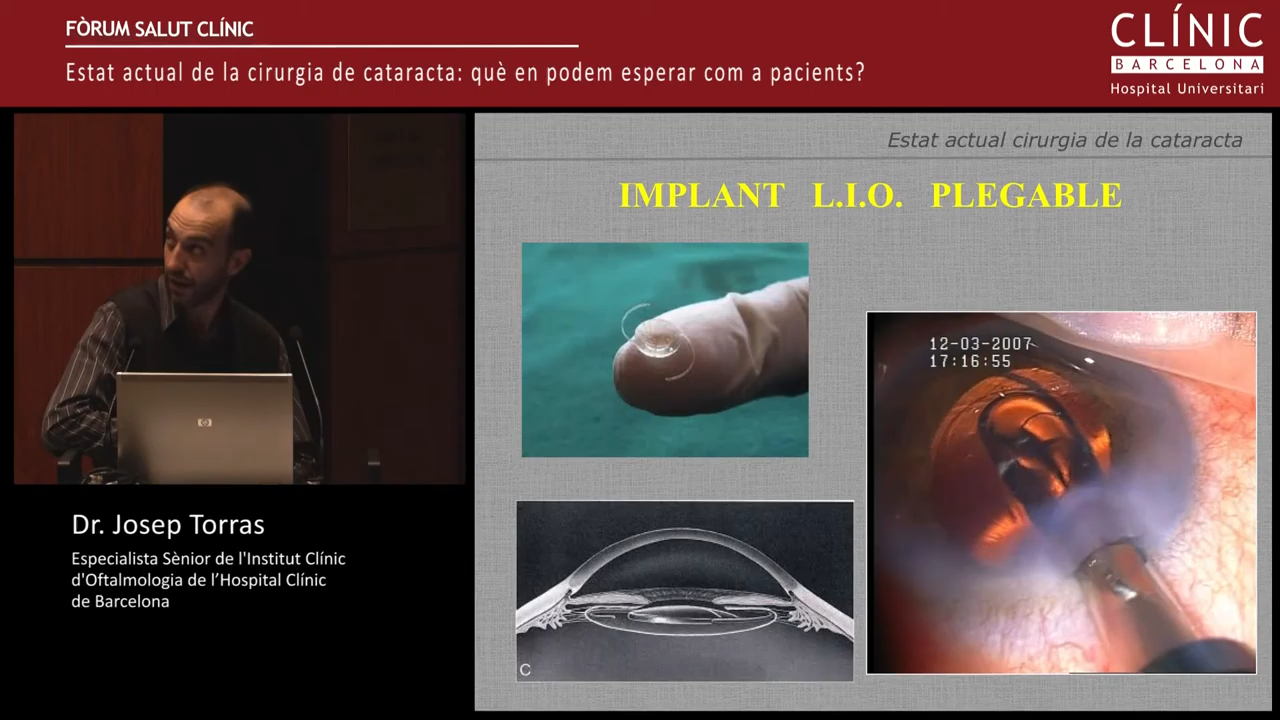 FÒRUM SALUT CLÍNIC
Estat actual de la cirurgia de cataracta: què en podem esperar com a pacients?
CLÍNIC
BARCELONA
Hospital Universitari
Estat actual cirurgia de la cataracta
IMPLANT L.I.O. PLEGABLE
12-03-2007
17:16:55
C
hp
Dr. Josep Torras
Especialista Sènior de l'Institut Clínic
d'Oftalmologia de l’Hospital Clínic
de Barcelona